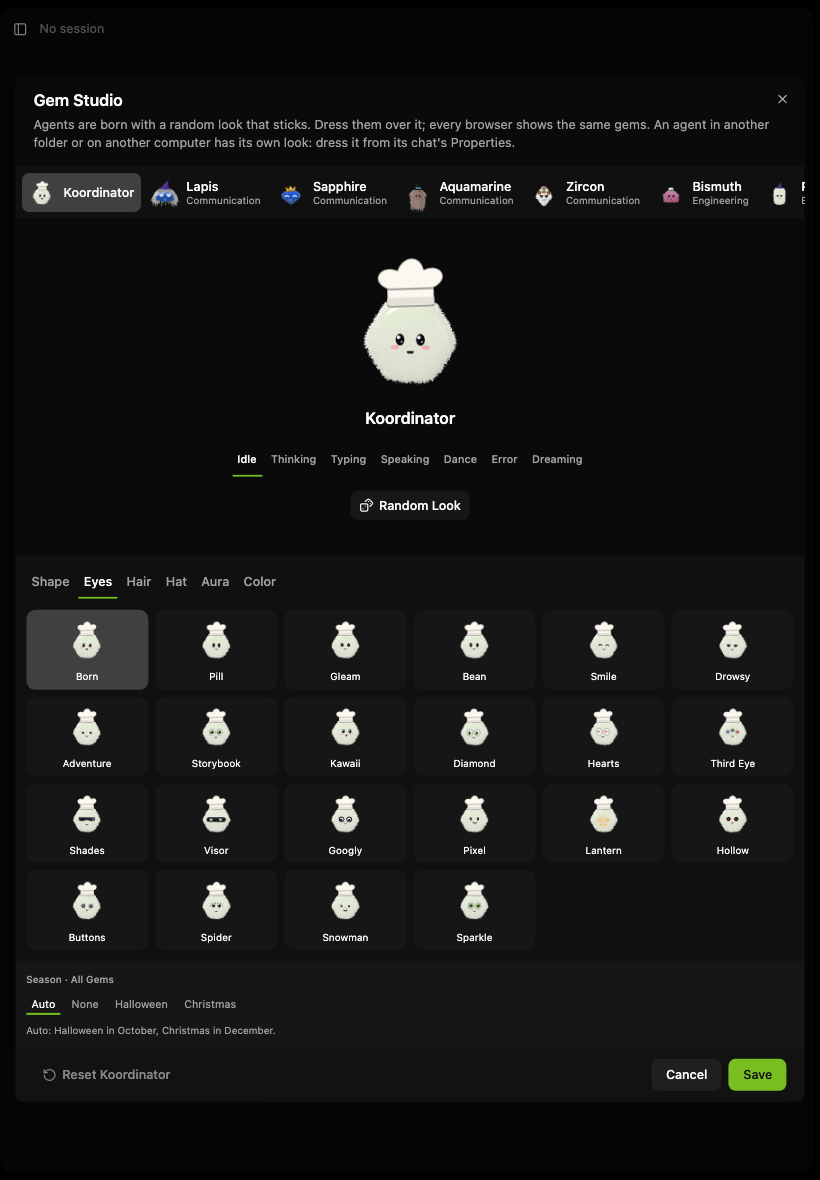 No session
Gem Studio
Agents are born with a random look that sticks. Dress them over it; every browser shows the same gems. An agent in another
folder or on another computer has its own look: dress it from its chat's Properties.
Koordinator
Lapis
Communication
Sapphire
Communication
Aquamarine
Communication
Zircon
Communication
Bismuth
Engineering
Koordinator
Idle Thinking Typing Speaking Dance Error Dreaming
Random Look
Shape Eyes Hair Hat Aura Color
Born Pill Gleam Bean Smile Drowsy
Adventure Storybook Kawaii Diamond Hearts Third Eye
Shades Visor Googly Pixel Lantern Hollow
Buttons Spider Snowman Sparkle
Season · All Gems
Auto None Halloween Christmas
Auto: Halloween in October, Christmas in December.
Reset Koordinator Cancel Save